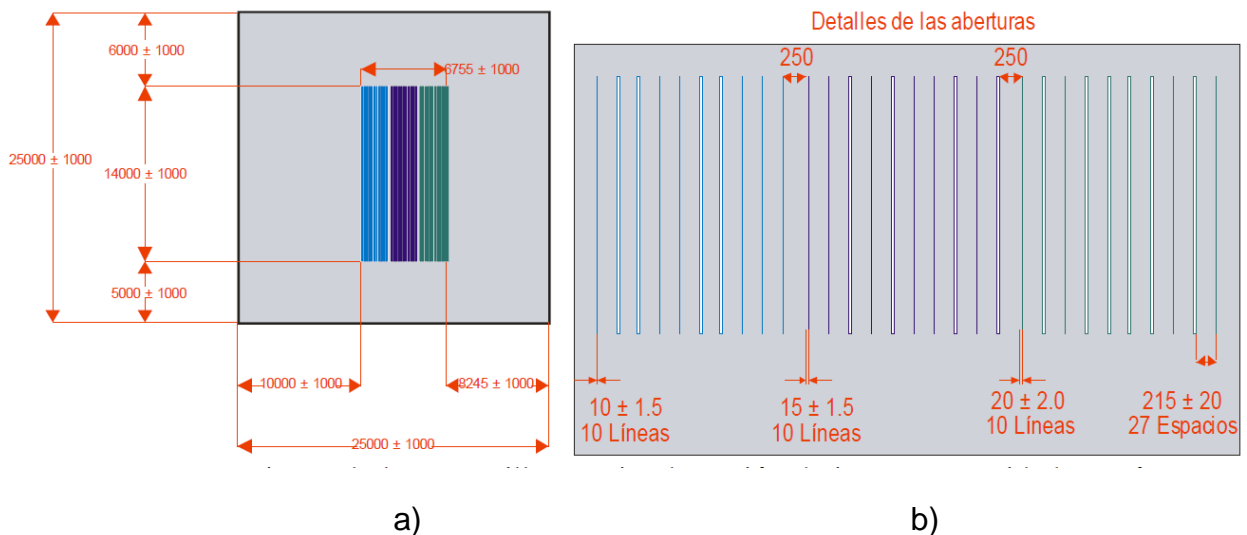 6000 ± 1000
6755 ± 1000
25000 ± 1000
14000 ± 1000
5000 ± 1000
10000 ± 1000
8245 ± 1000
25000 ± 1000
a)
Detalles de las aberturas
250
250
10 ± 1.5
10 Líneas
15 ± 1.5
10 Líneas
20 ± 2.0
10 Líneas
215 ± 20
27 Espacios
b)